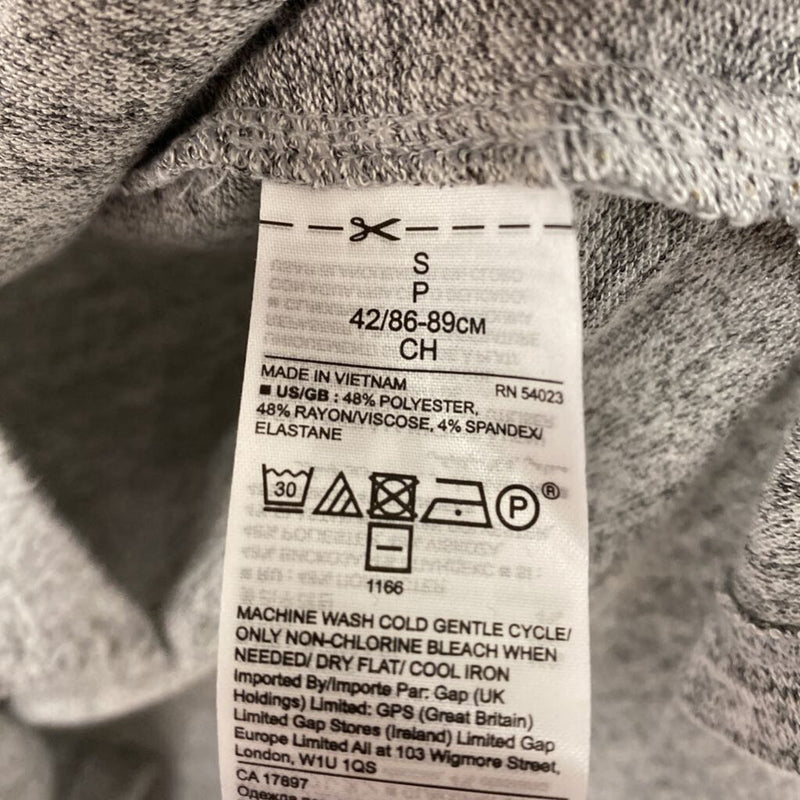 S
P
42/86-89CM
CH
MADE IN VIETNAM RN 54023
■ US/GB : 48% POLYESTER,
48% RAYON/VISCOSE, 4% SPANDEX/
ELASTANE
30 P ®
1166
MACHINE WASH COLD GENTLE CYCLE/
ONLY NON-CHLORINE BLEACH WHEN
NEEDED/ DRY FLAT/ COOL IRON
Imported By/Importe Par: Gap (UK
Holdings) Limited: GPS (Great Britain)
Limited Gap Stores (Ireland) Limited Gap
Europe Limited All at 103 Wigmore Street,
London, W1U 1QS
CA 17897
Одежда